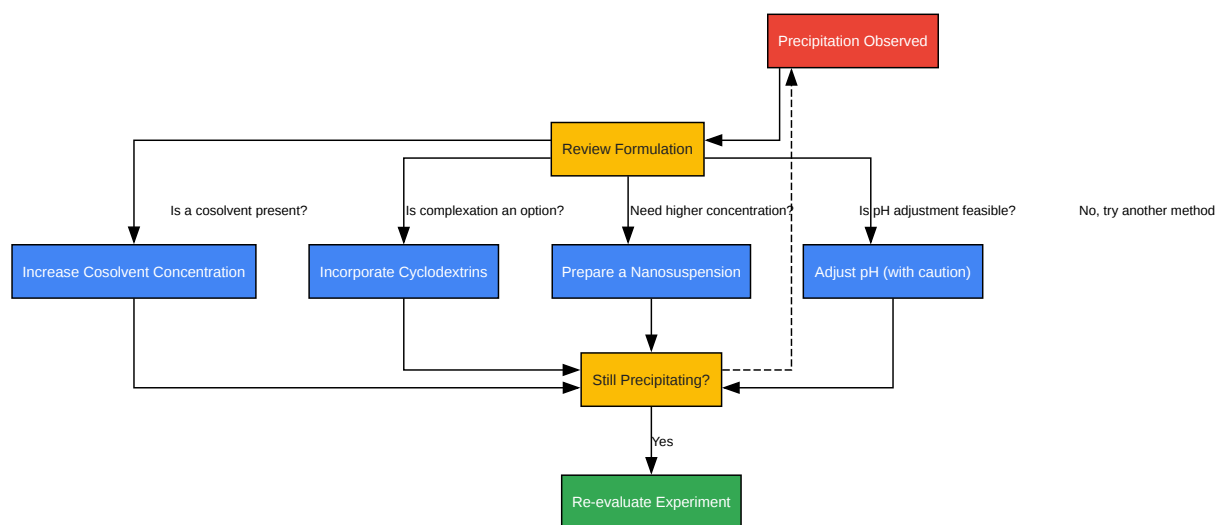 Precipitation Observed
Review Formulation
Is a cosolvent present?
Is complexation an option?
Need higher concentration?
Is pH adjustment feasible?
No, try another method
Increase Cosolvent Concentration
Incorporate Cyclodextrins
Prepare a Nanosuspension
Adjust pH (with caution)
Still Precipitating?
Yes
Re-evaluate Experiment